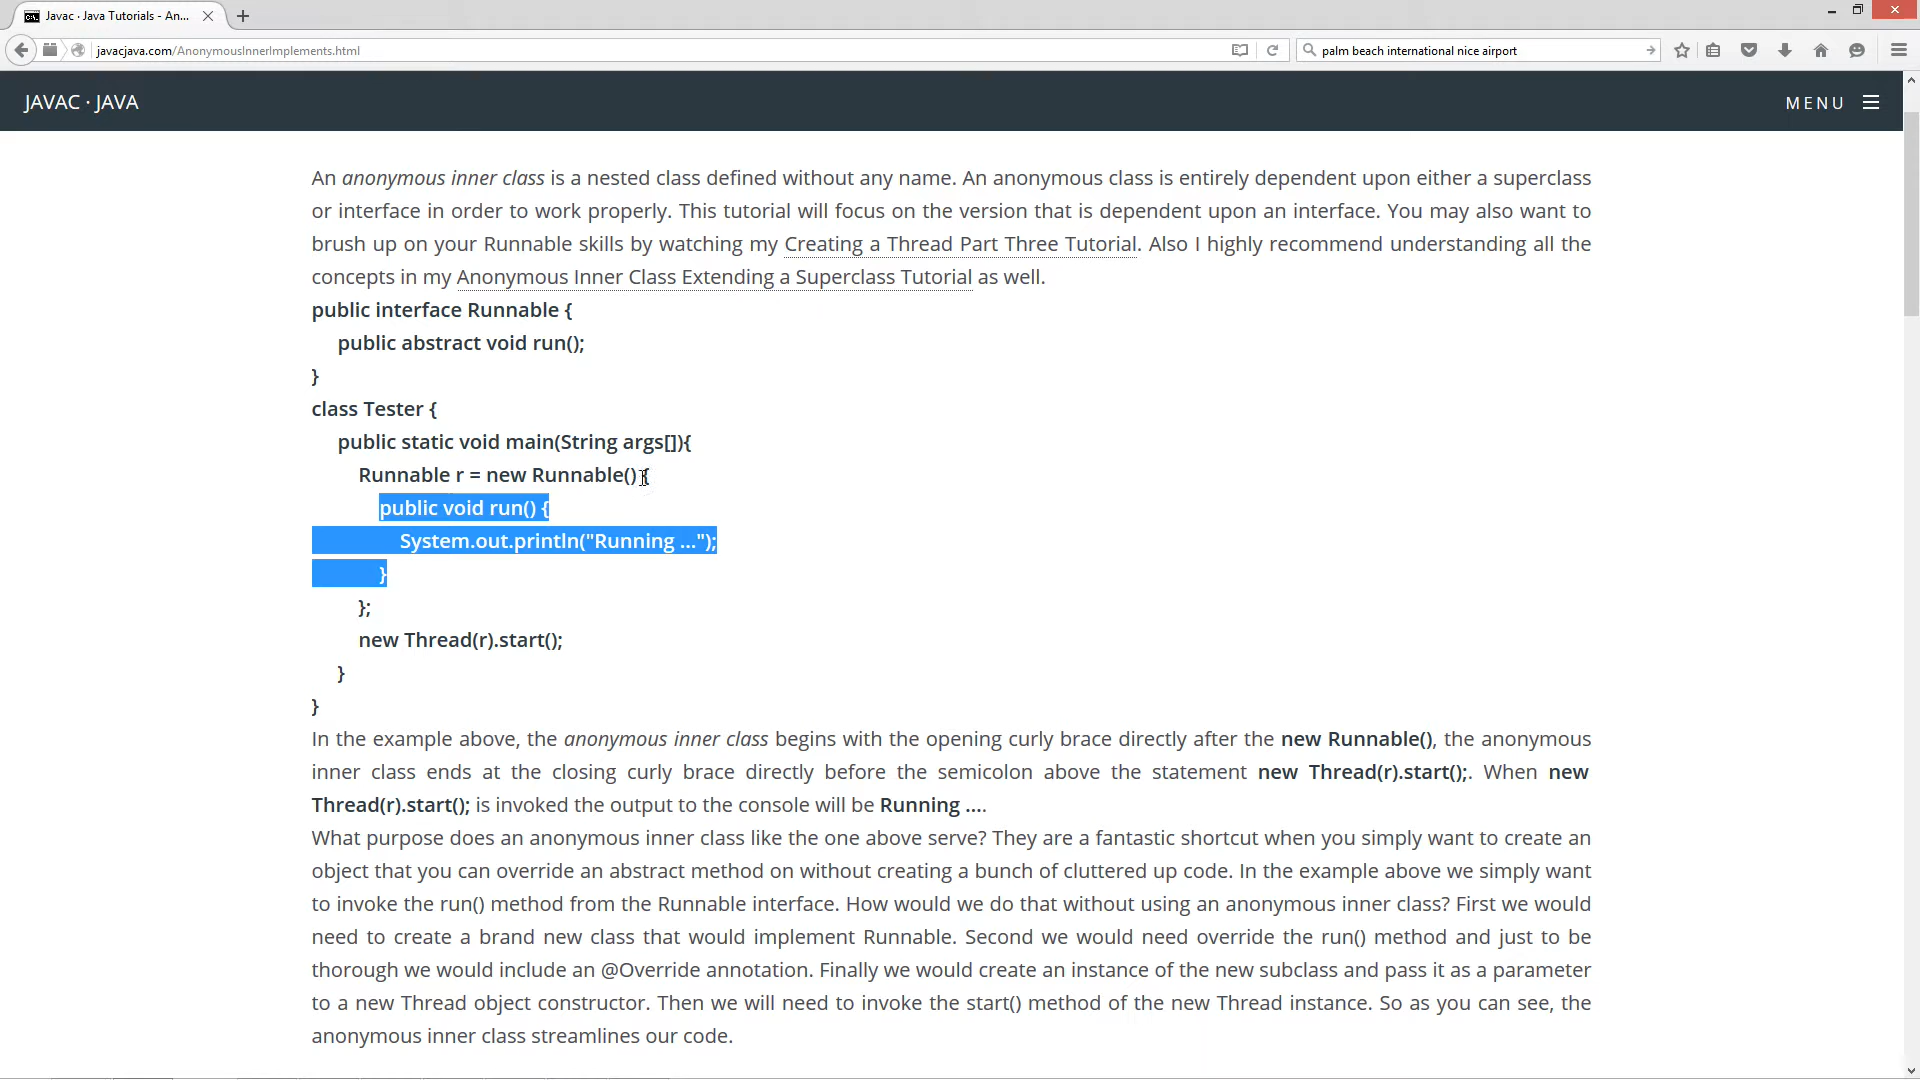 Javac · Java Tutorials - An...
javacjava.com/AnonymousInnerImplements.html
palm beach international nice airport
JAVAC · JAVA
MENU
An anonymous inner class is a nested class defined without any name. An anonymous class is entirely dependent upon either a superclass
or interface in order to work properly. This tutorial will focus on the version that is dependent upon an interface. You may also want to
brush up on your Runnable skills by watching my Creating a Thread Part Three Tutorial. Also I highly recommend understanding all the
concepts in my Anonymous Inner Class Extending a Superclass Tutorial as well.
public interface Runnable {
public abstract void run();
}
class Tester {
public static void main(String args[]){
Runnable r = new Runnable() {
public void run() {
System.out.println("Running ...");
}
};
new Thread(r).start();
}
}
In the example above, the anonymous inner class begins with the opening curly brace directly after the new Runnable(), the anonymous
inner class ends at the closing curly brace directly before the semicolon above the statement new Thread(r).start();. When new
Thread(r).start(); is invoked the output to the console will be Running ....
What purpose does an anonymous inner class like the one above serve? They are a fantastic shortcut when you simply want to create an
object that you can override an abstract method on without creating a bunch of cluttered up code. In the example above we simply want
to invoke the run() method from the Runnable interface. How would we do that without using an anonymous inner class? First we would
need to create a brand new class that would implement Runnable. Second we would need override the run() method and just to be
thorough we would include an @Override annotation. Finally we would create an instance of the new subclass and pass it as a parameter
to a new Thread object constructor. Then we will need to invoke the start() method of the new Thread instance. So as you can see, the
anonymous inner class streamlines our code.